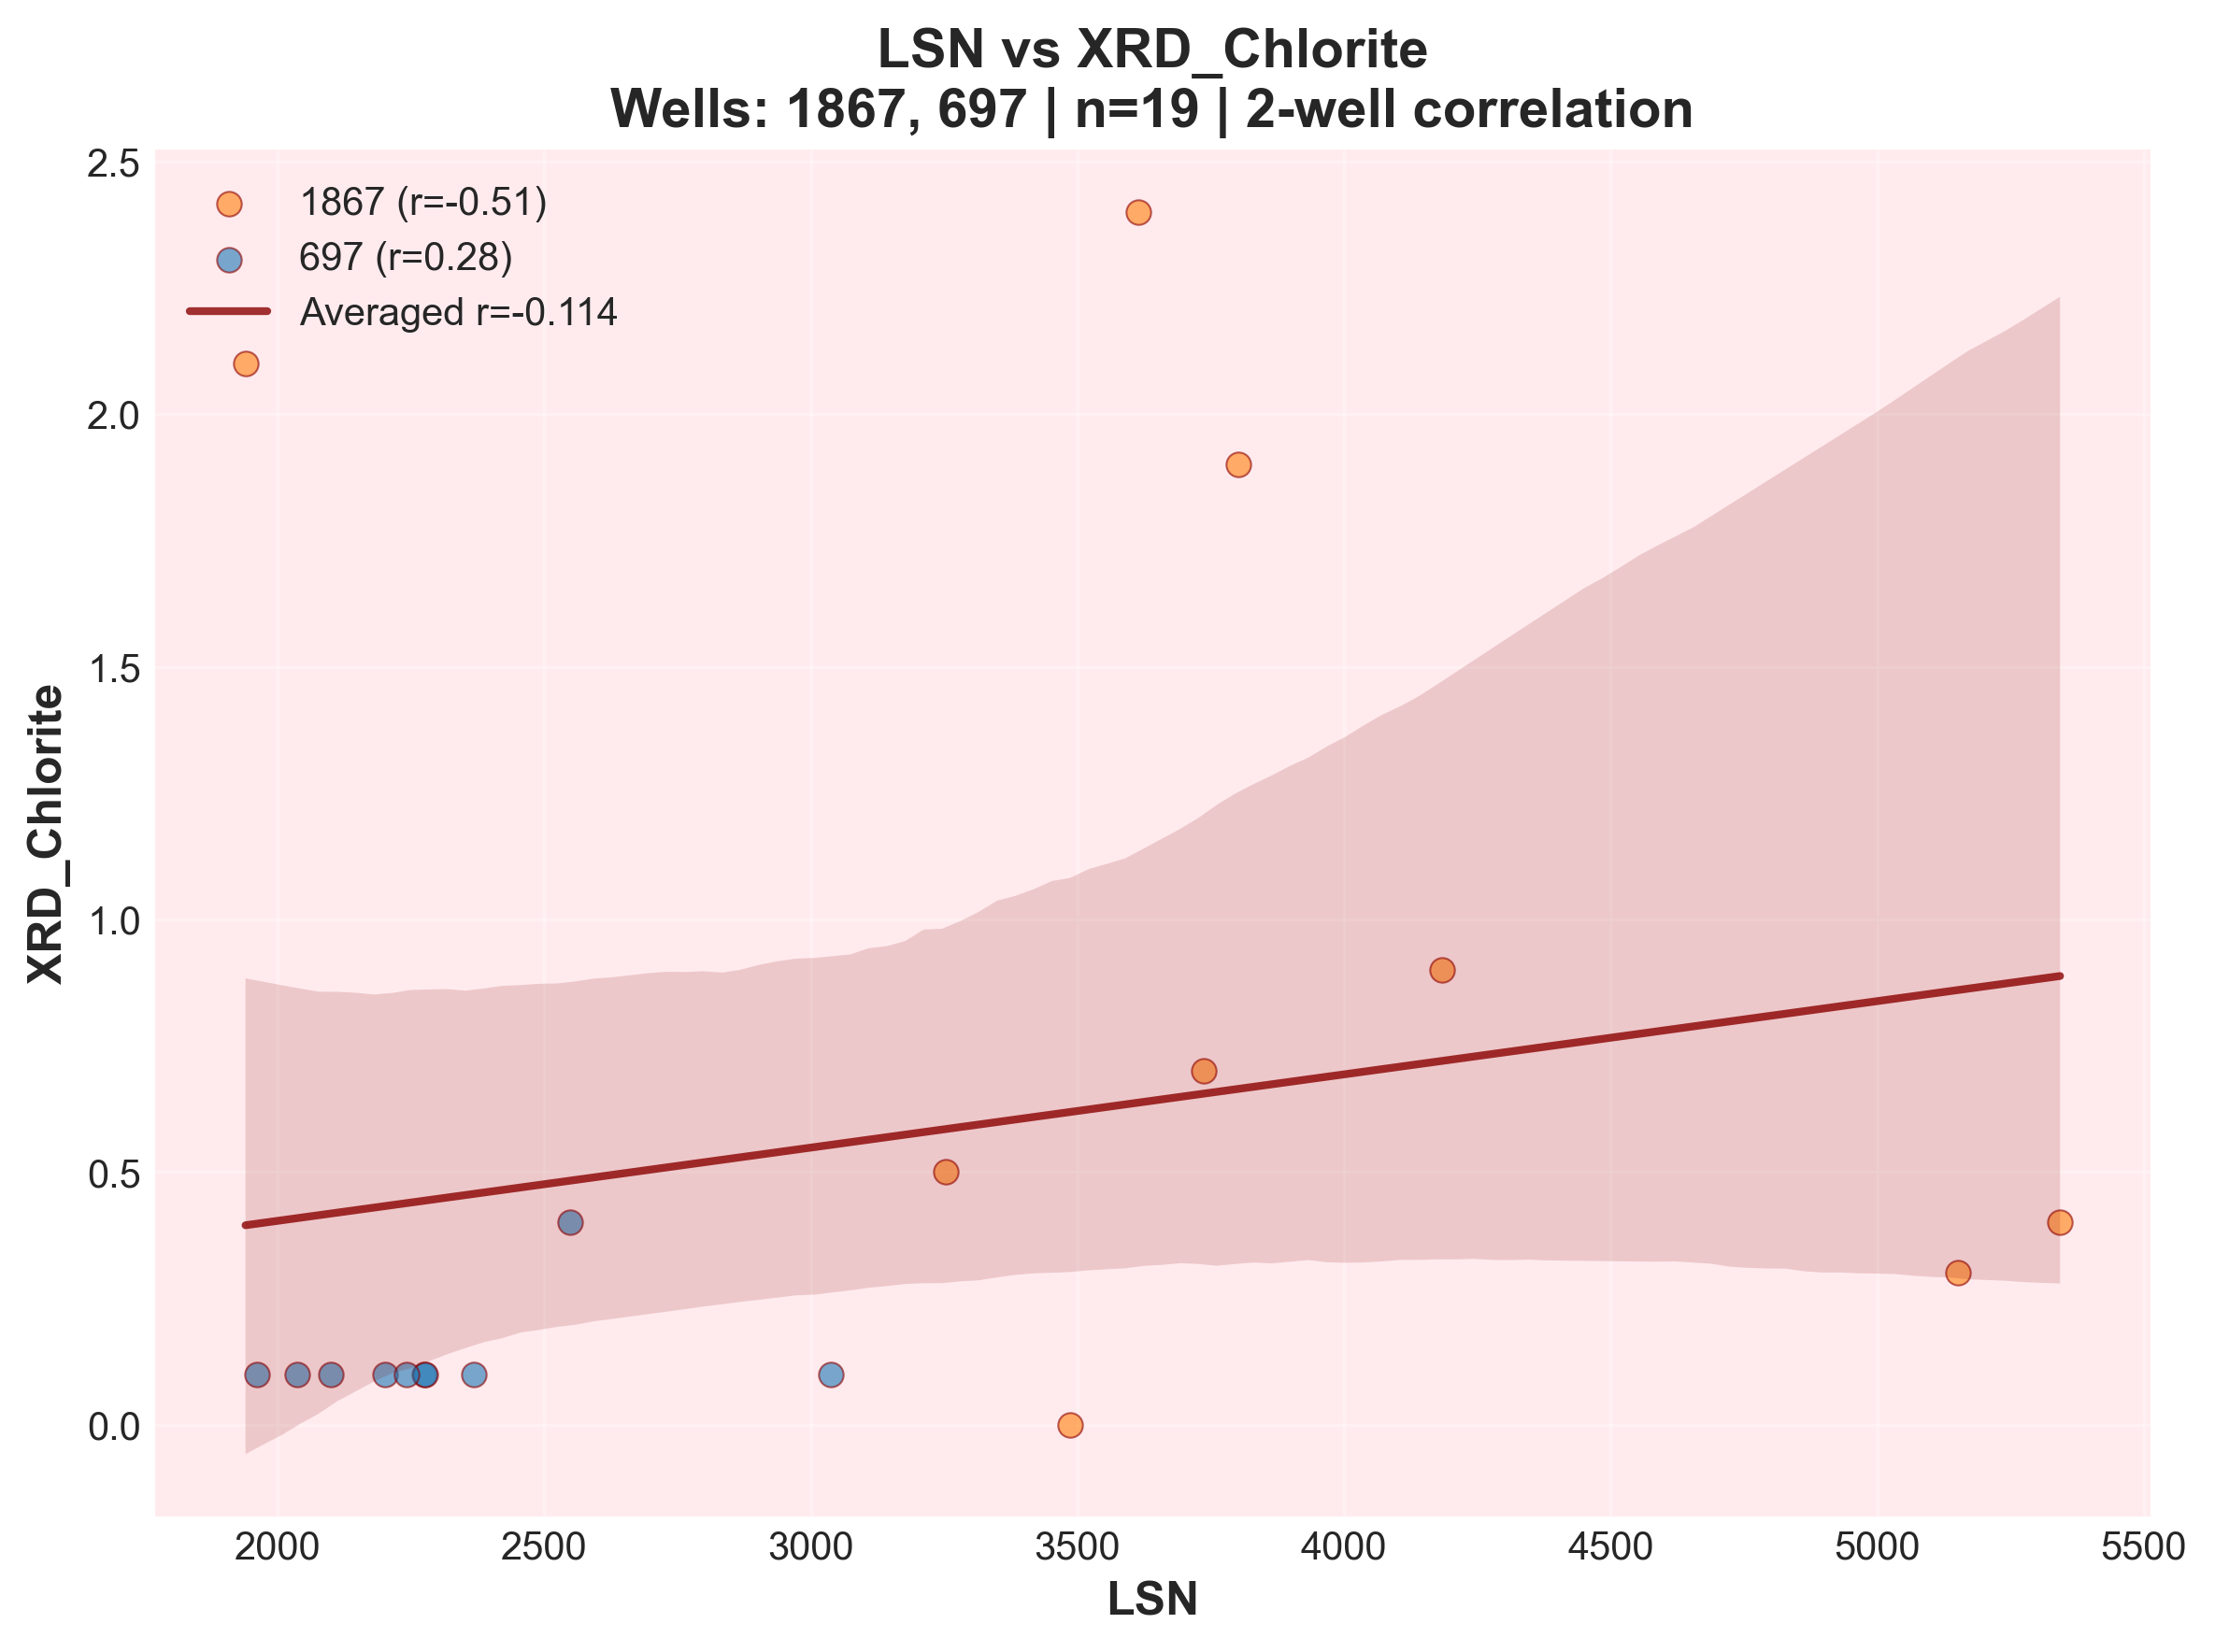 LSN vs XRD_Chlorite
Wells: 1867, 697 | n=19 | 2-well correlation
2.5
1867 (r=-0.51)
697 (r=0.28)
Averaged r=-0.114
2.0
1.5
1.0
0.5
0.0
XRD_Chlorite
2000 2500 3000 3500 4000 4500 5000 5500
LSN